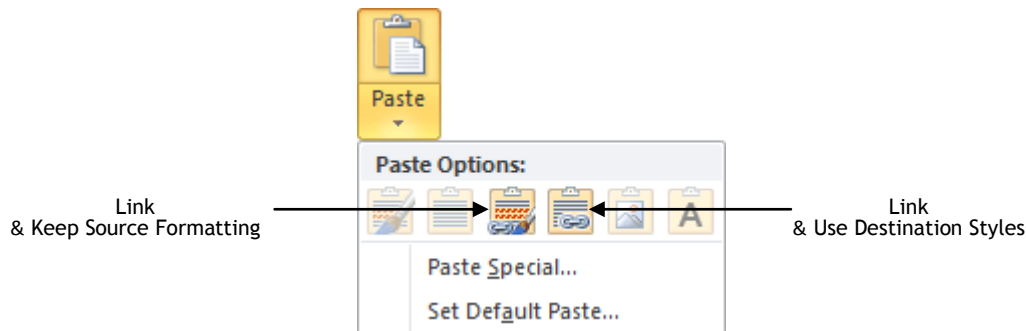 Paste
Paste Options:
Link
& Keep Source Formatting
A
Link
& Use Destination Styles
Paste Special...
Set Default Paste...